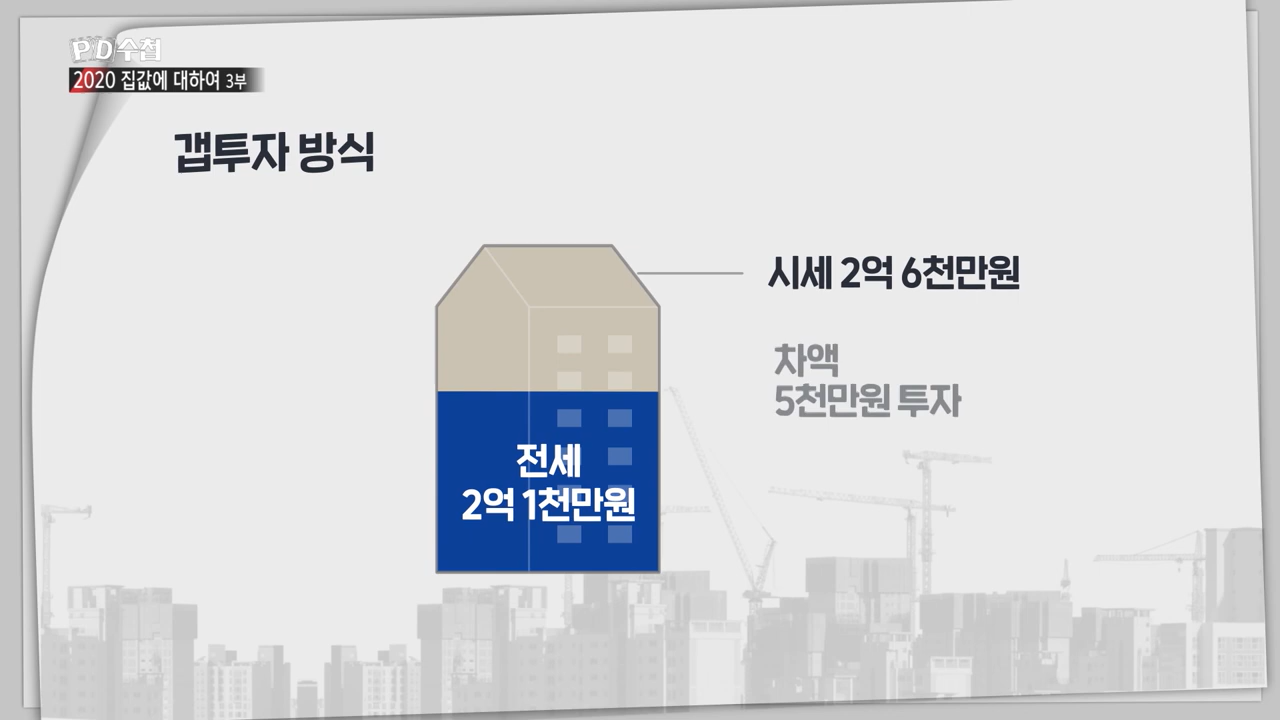 PD수첩
2020 집값에 대하여 3부
갭투자 방식
시세 2억 6천만원
차액
5천만원 투자
전세
2억 1천만원